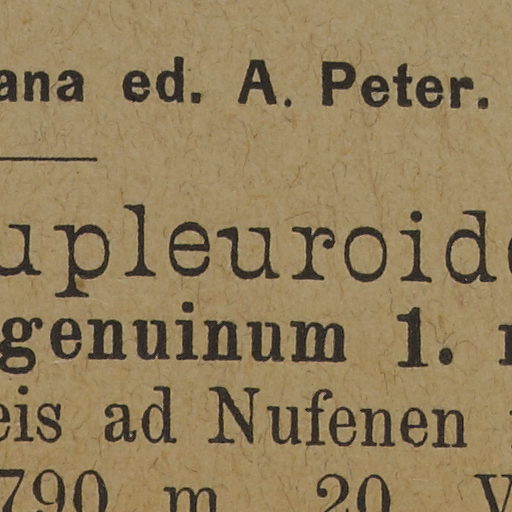 ana ed. A. Peter.
upleuroide
genuinum 1.
eis ad Nufenen
790 m. 20. V